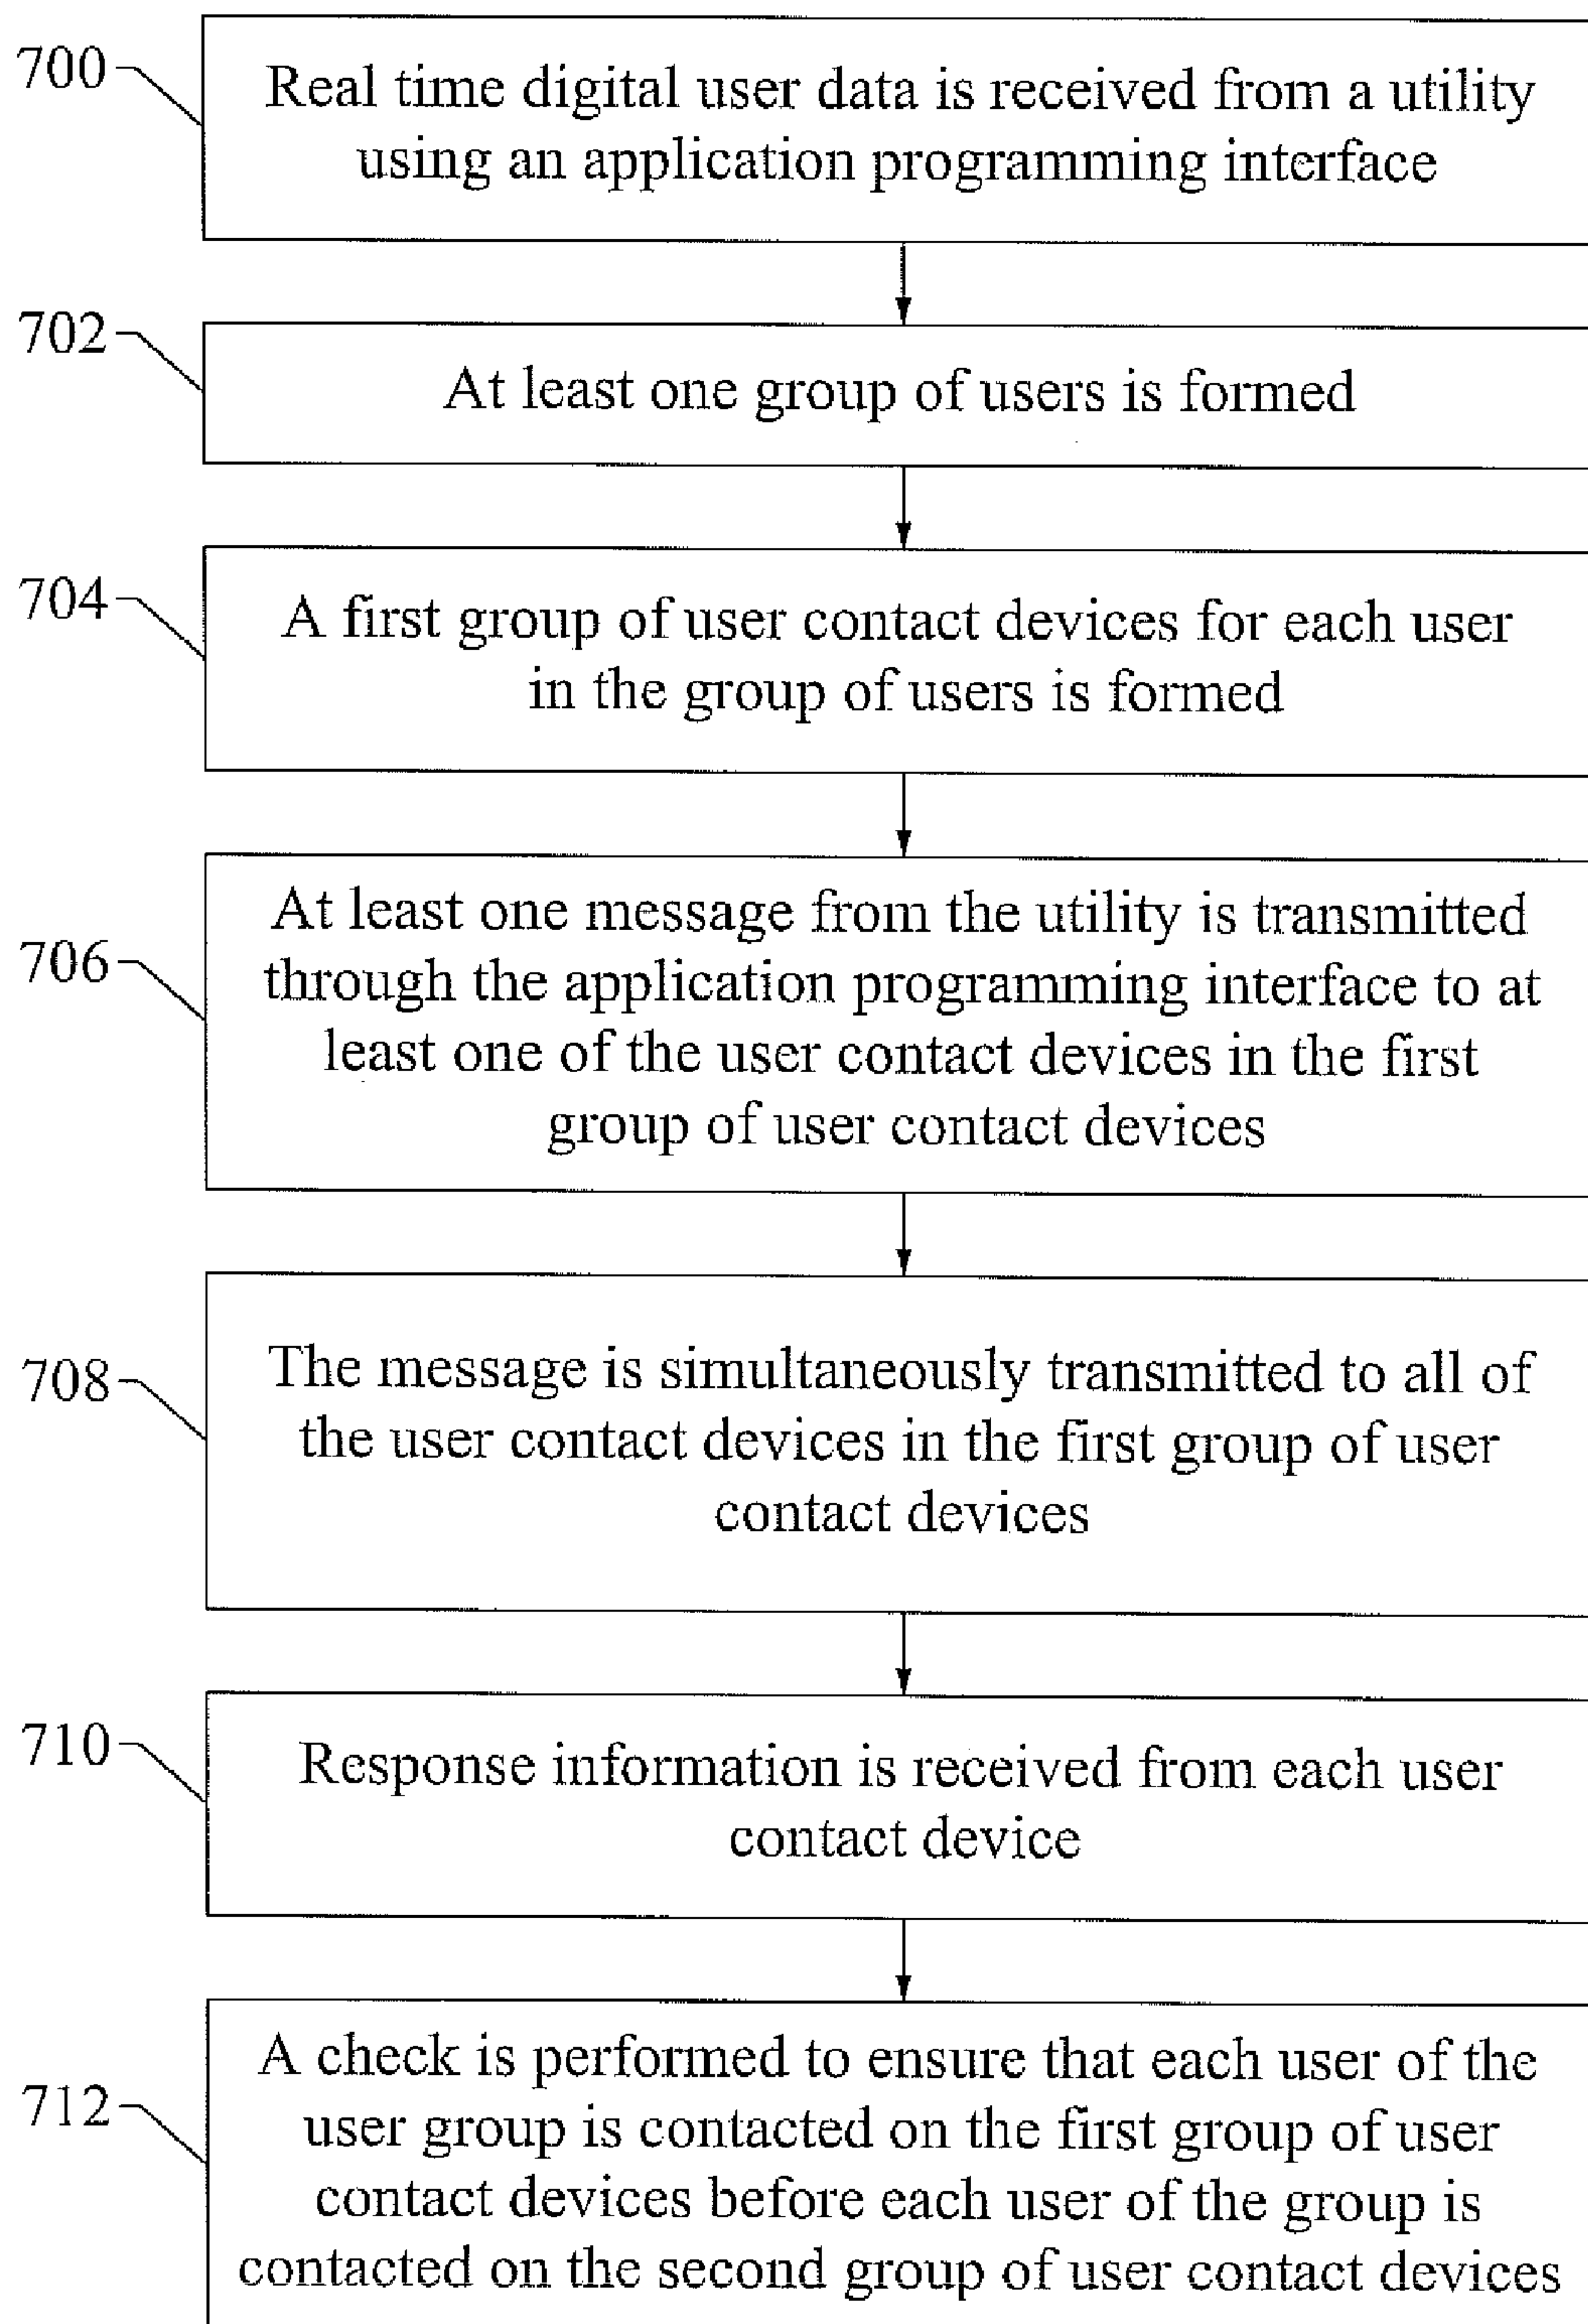 700
Real time digital user data is received from a utility
using an application programming interface
702
At least one group of users is formed
704
A first group of user contact devices for each user
in the group of users is formed
706
At least one message from the utility is transmitted
through the application programming interface to at
least one of the user contact devices in the first
group of user contact devices
708
The message is simultaneously transmitted to all of
the user contact devices in the first group of user
contact devices
710
Response information is received from each user
contact device
712
A check is performed to ensure that each user of the
user group is contacted on the first group of user
contact devices before each user of the group is
contacted on the second group of user contact devices